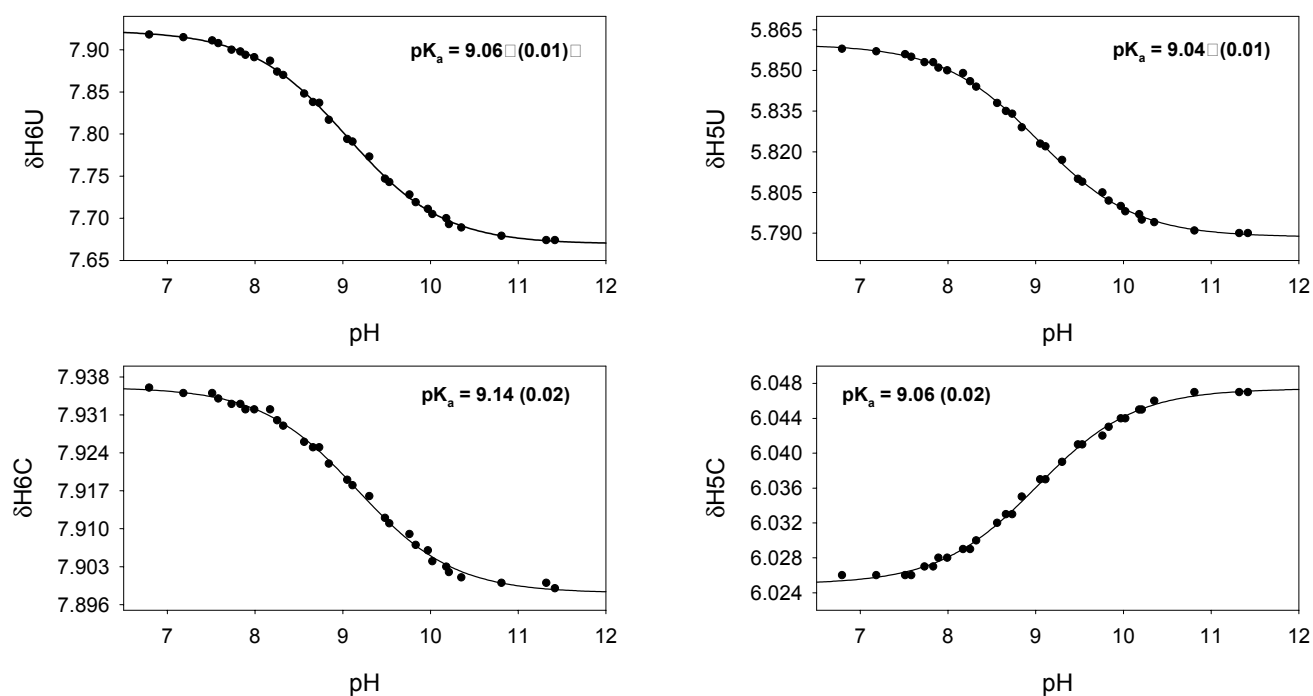 δH6U
7.90
7.85
7.80
7.75
7.70
7.65
pKa = 9.06□(0.01)□
7 8 9 10 11 12
pH
δH5U
5.865
5.850
5.835
5.820
5.805
5.790
pKa = 9.04□(0.01)
7 8 9 10 11 12
pH
δH6C
7.938
7.931
7.924
7.917
7.910
7.903
7.896
pKa = 9.14 (0.02)
7 8 9 10 11 12
pH
δH5C
6.048
6.044
6.040
6.036
6.032
6.028
6.024
pKa = 9.06 (0.02)
7 8 9 10 11 12
pH